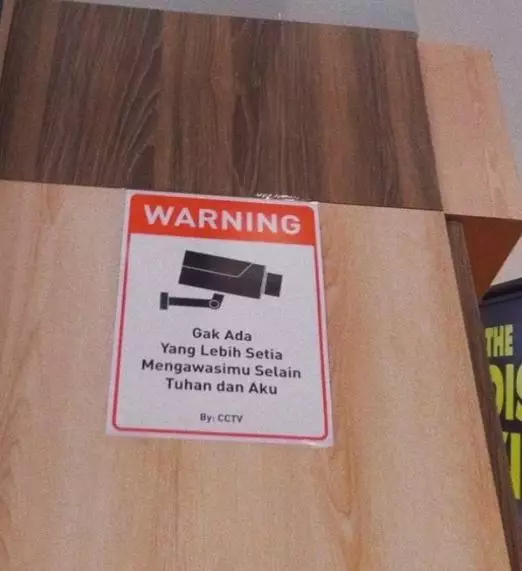 WARNING
Gak Ada
Yang Lebih Setia
Mengawasimu Selain
Tuhan dan Aku
By: CCTV
THE